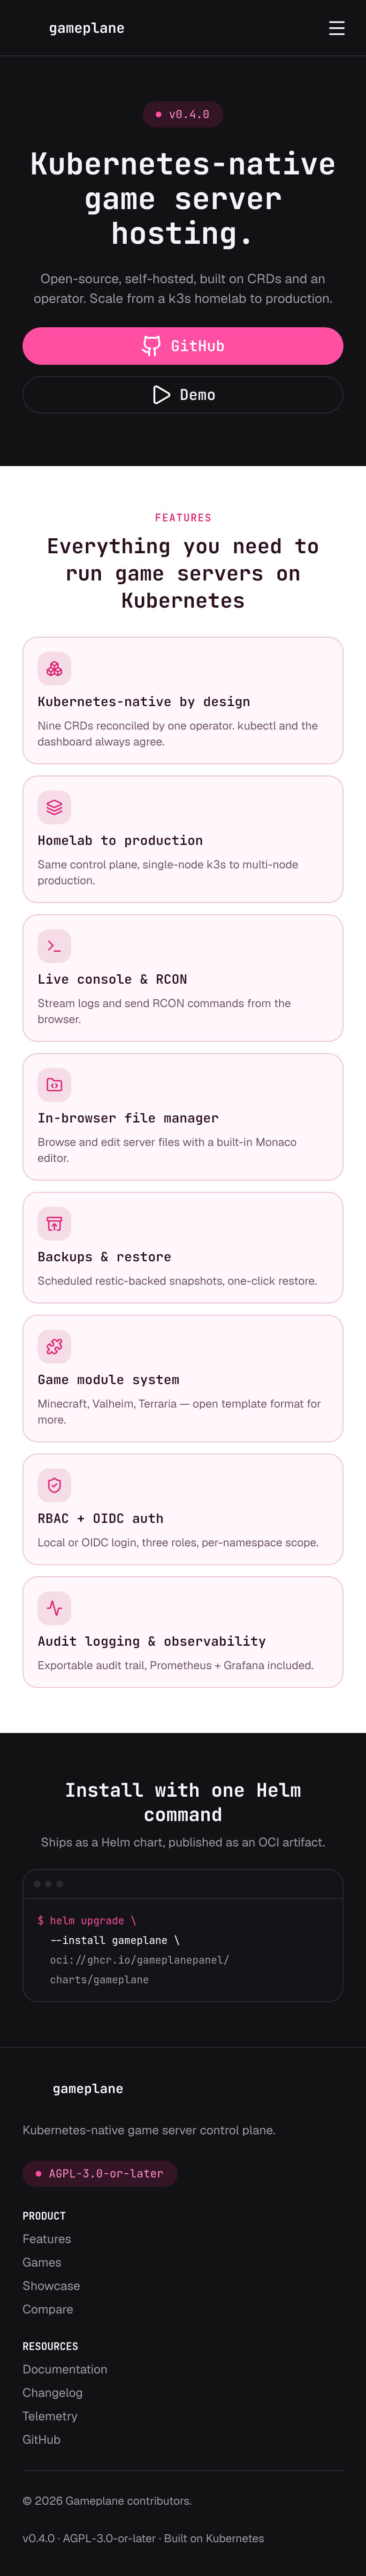 gameplane
v0.4.0
Kubernetes-native
game server
hosting.
Open-source, self-hosted, built on CRDs and an
operator. Scale from a k3s homelab to production.
GitHub
Demo
FEATURES
Everything you need to
run game servers on
Kubernetes
Kubernetes-native by design
Nine CRDs reconciled by one operator. kubectl and the
dashboard always agree.
Homelab to production
Same control plane, single-node k3s to multi-node
production.
Live console & RCON
Stream logs and send RCON commands from the
browser.
In-browser file manager
Browse and edit server files with a built-in Monaco
editor.
Backups & restore
Scheduled restic-backed snapshots, one-click restore.
Game module system
Minecraft, Valheim, Terraria — open template format for
more.
RBAC + OIDC auth
Local or OIDC login, three roles, per-namespace scope.
Audit logging & observability
Exportable audit trail, Prometheus + Grafana included.
Install with one Helm
command
Ships as a Helm chart, published as an OCI artifact.
$ helm upgrade \
--install gameplane \
oci://ghcr.io/gameplanepanel/
charts/gameplane
gameplane
Kubernetes-native game server control plane.
AGPL-3.0-or-later
PRODUCT
Features
Games
Showcase
Compare
RESOURCES
Documentation
Changelog
Telemetry
GitHub
© 2026 Gameplane contributors.
v0.4.0 · AGPL-3.0-or-later · Built on Kubernetes